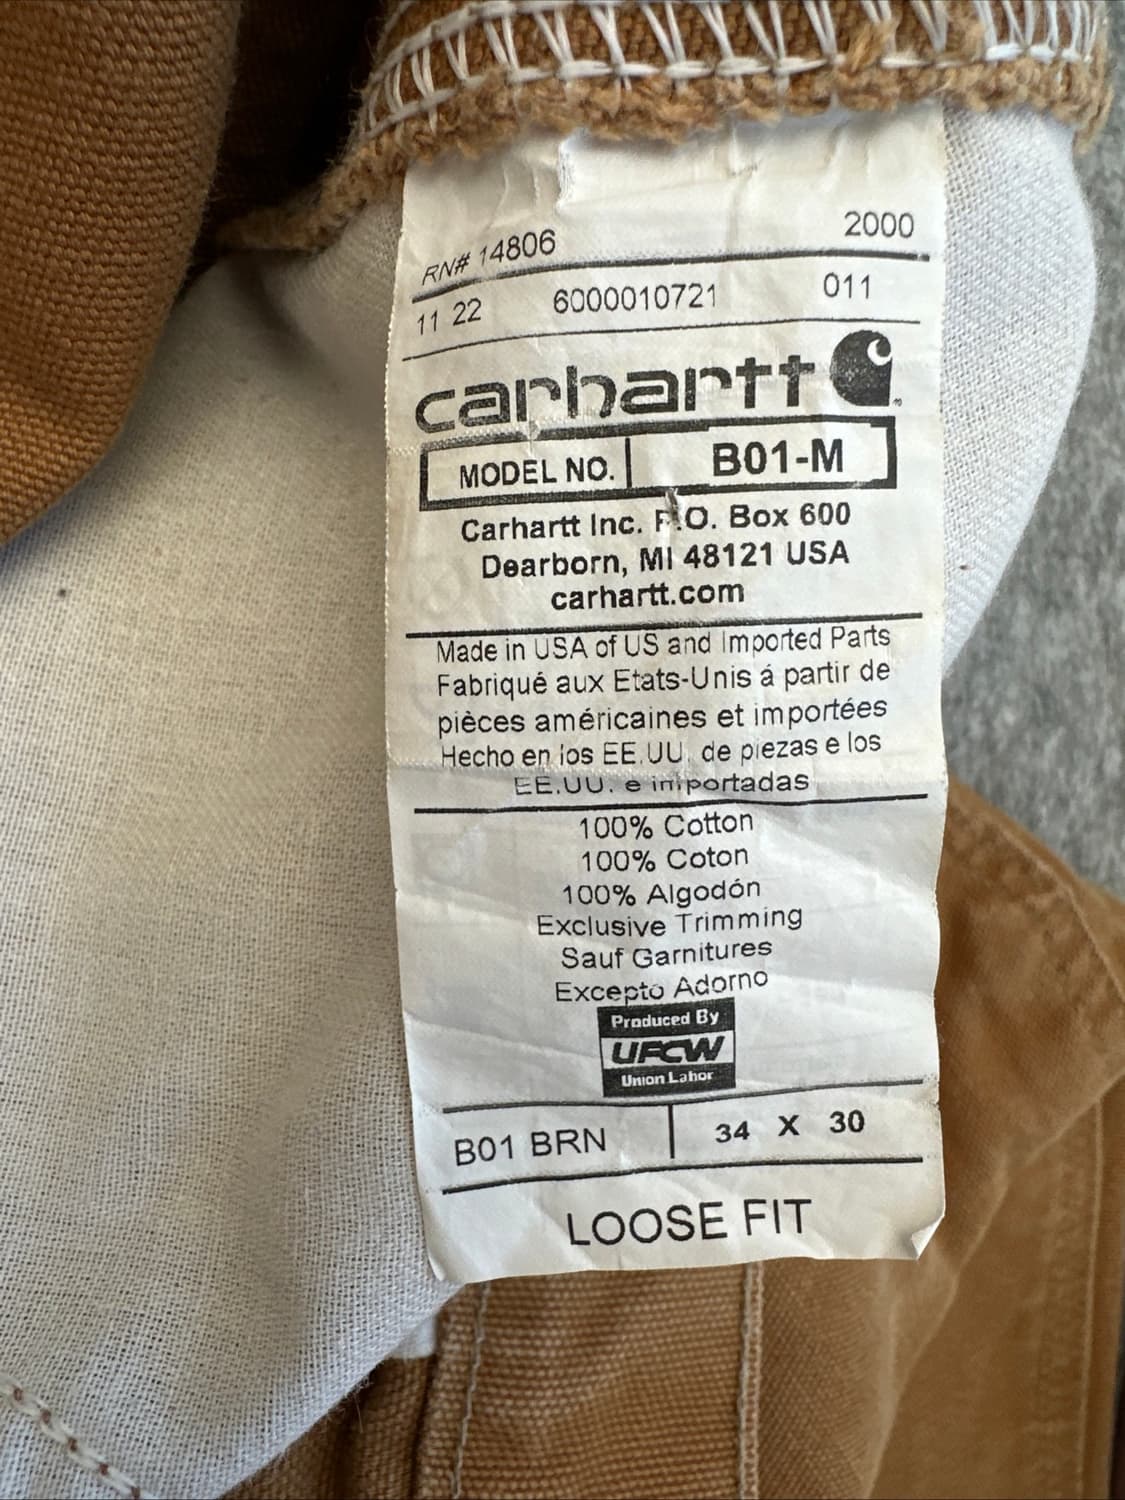 RN# 14806 2000
11 22 6000010721 011
carhartt
MODEL NO. B01-M
Carhartt Inc. P.O. Box 600
Dearborn, MI 48121 USA
carhartt.com
Made in USA of US and Imported Parts
Fabriqué aux Etats-Unis á partir de
pièces américaines et importées
Hecho en los EE.UU. de piezas e los
EE.UU. e importadas
100% Cotton
100% Coton
100% Algodón
Exclusive Trimming
Sauf Garnitures
Excepto Adorno
Produced By
UFCW
Union Labor
B01 BRN 34 X 30
LOOSE FIT